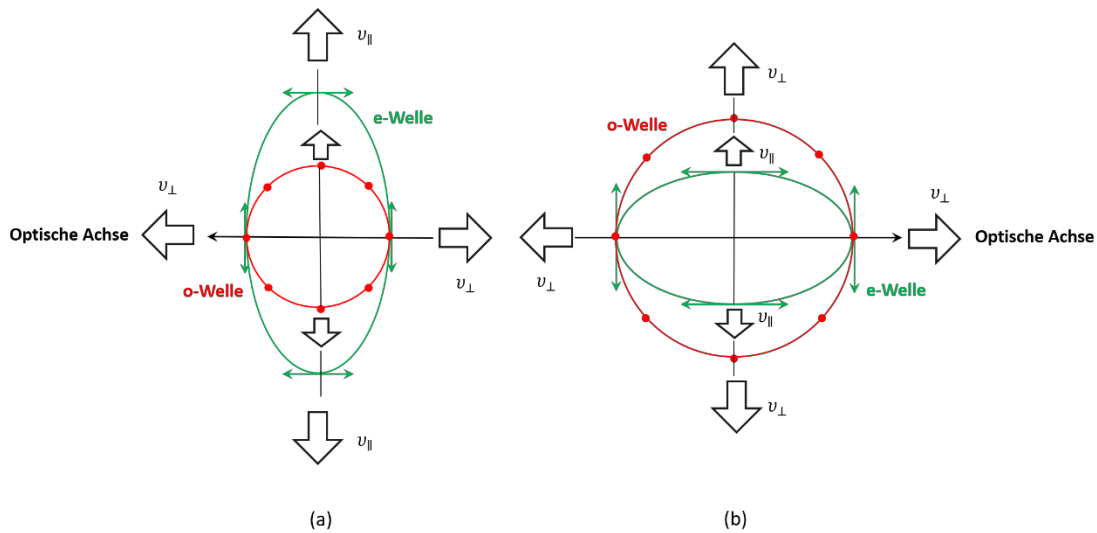 υ∥
e-Welle
υ⊥
Optische Achse
υ⊥
o-Welle
υ∥
(a)
υ⊥
o-Welle
υ∥
υ⊥
Optische Achse
υ⊥
e-Welle
υ∥
υ⊥
(b)